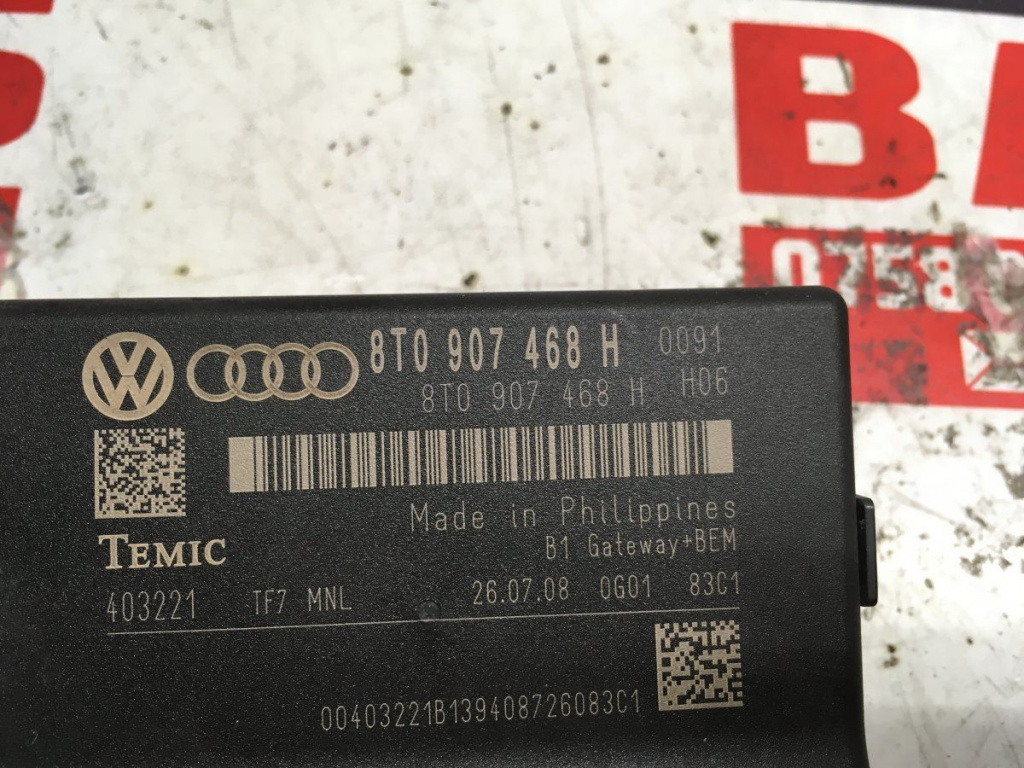 B
0758
8T0 907 468 H 0091
8T0 907 468 H H06
Made in Philippines
B1 Gateway+BEM
TEMIC
403221 TF7 MNL 26.07.08 0G01 83C1
00403221B139408726083C1